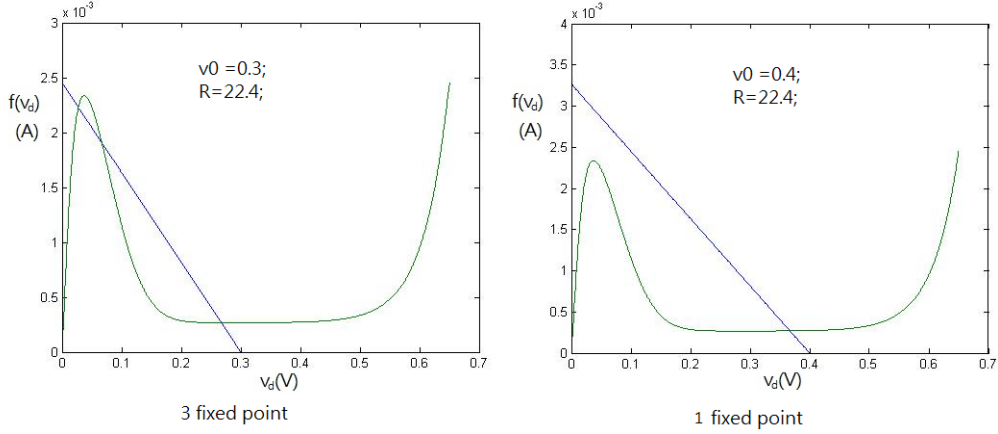 x 10⁻³
3
2.5
2
1.5
1
0.5
0
f(vd)
(A)
v0 =0.3;
R=22.4;
0 0.1 0.2 0.3 0.4 0.5 0.6 0.7
vd(V)
3 fixed point
x 10⁻³
4
3.5
3
2.5
2
1.5
1
0.5
0
f(vd)
(A)
v0 =0.4;
R=22.4;
0 0.1 0.2 0.3 0.4 0.5 0.6 0.7
vd(V)
1 fixed point